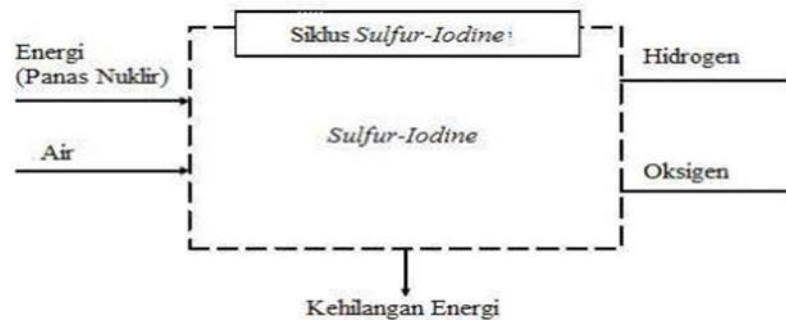 Siklus Sulfur-Iodine
Energi
(Panas Nuklir)
Hidrogen
Sulfur-Iodine
Air
Oksigen
Kehilangan Energi